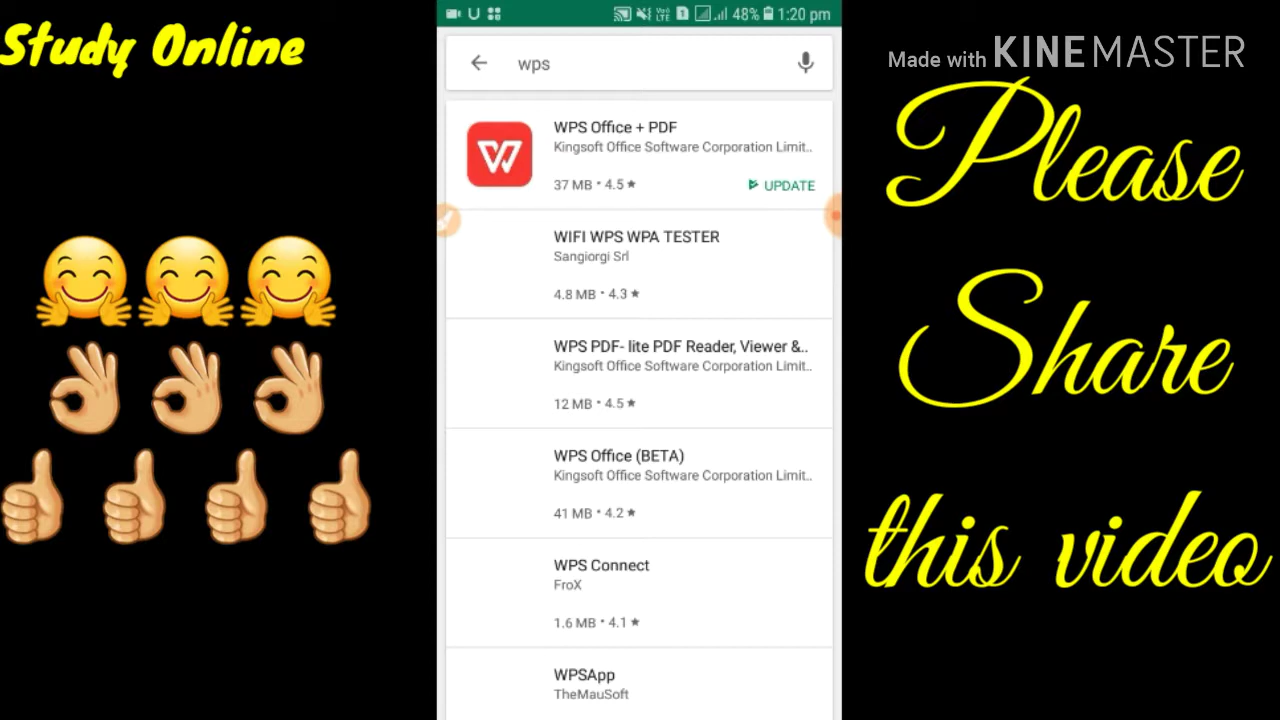 Study Online
Made with KINEMASTER
Please
Share
this video
VoLTE 1 48% 1:20 pm
wps
WPS Office + PDF
Kingsoft Office Software Corporation Limit..
37 MB • 4.5 ★
UPDATE
WIFI WPS WPA TESTER
Sangiorgi Srl
4.8 MB • 4.3 ★
WPS PDF- lite PDF Reader, Viewer &..
Kingsoft Office Software Corporation Limit..
12 MB • 4.5 ★
WPS Office (BETA)
Kingsoft Office Software Corporation Limit..
41 MB • 4.2 ★
WPS Connect
FroX
1.6 MB • 4.1 ★
WPSApp
TheMauSoft